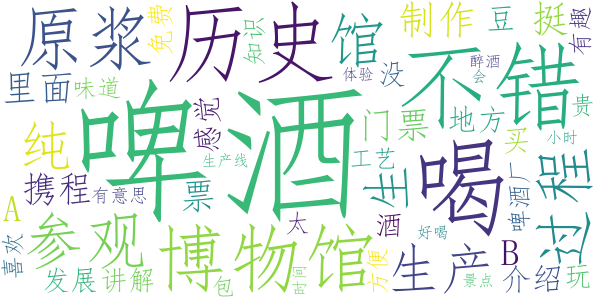 原浆
历史
馆
制作
豆
挺
有趣
免费
知识
里面
味道
体验
没
不错
醉酒
会
贵
纯
啤酒
感觉
门票
地方
买
小时
生产线
工艺
喝
过程
携程
有意思
票
生
啤酒厂
A
参观
太
酒
好喝
B
喜欢
博物馆
生产
介绍
玩
发展
讲解
包
时间
方便
景点